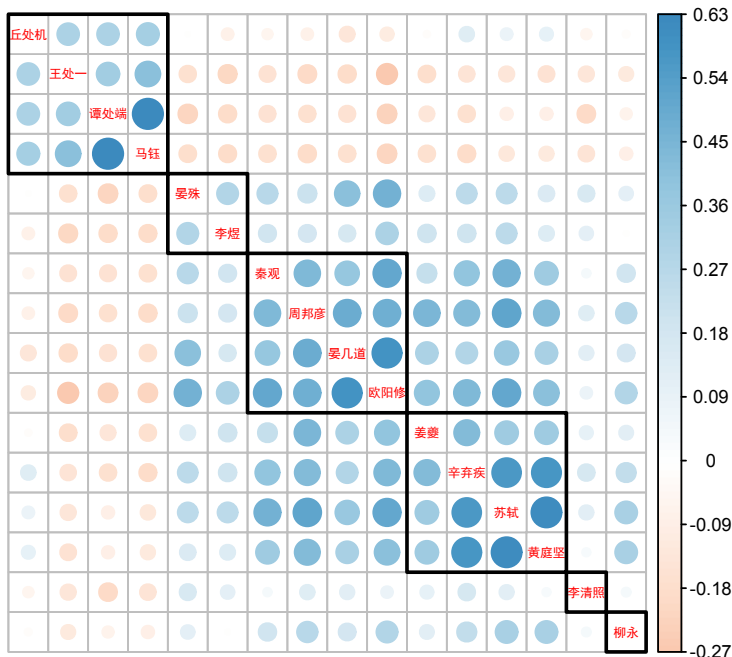 丘处机
王处一
谭处端
马钰
晏殊
李煜
秦观
周邦彦
晏几道
欧阳修
姜夔
辛弃疾
苏轼
黄庭坚
李清照
柳永
0.63
0.54
0.45
0.36
0.27
0.18
0.09
0
-0.09
-0.18
-0.27